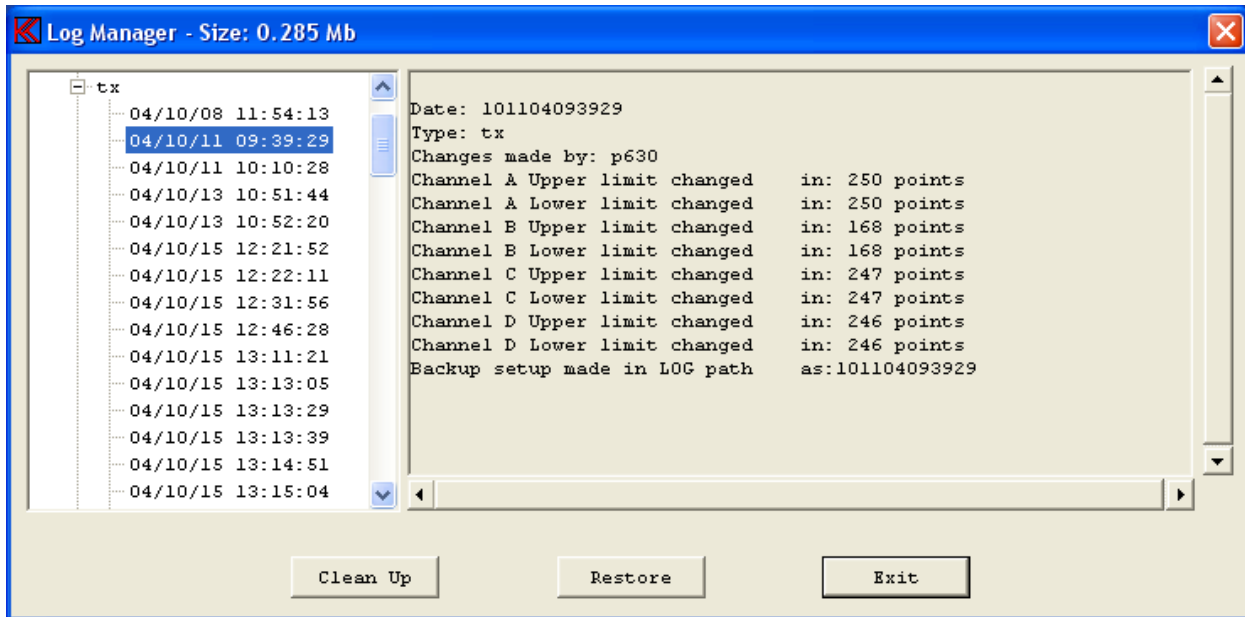 Log Manager - Size: 0.285 Mb
tx
04/10/08 11:54:13
04/10/11 09:39:29
04/10/11 10:10:28
04/10/13 10:51:44
04/10/13 10:52:20
04/10/15 12:21:52
04/10/15 12:22:11
04/10/15 12:31:56
04/10/15 12:46:28
04/10/15 13:11:21
04/10/15 13:13:05
04/10/15 13:13:29
04/10/15 13:13:39
04/10/15 13:14:51
04/10/15 13:15:04
Date: 101104093929
Type: tx
Changes made by: p630
Channel A Upper limit changed in: 250 points
Channel A Lower limit changed in: 250 points
Channel B Upper limit changed in: 168 points
Channel B Lower limit changed in: 168 points
Channel C Upper limit changed in: 247 points
Channel C Lower limit changed in: 247 points
Channel D Upper limit changed in: 246 points
Channel D Lower limit changed in: 246 points
Backup setup made in LOG path as:101104093929
Clean Up Restore Exit